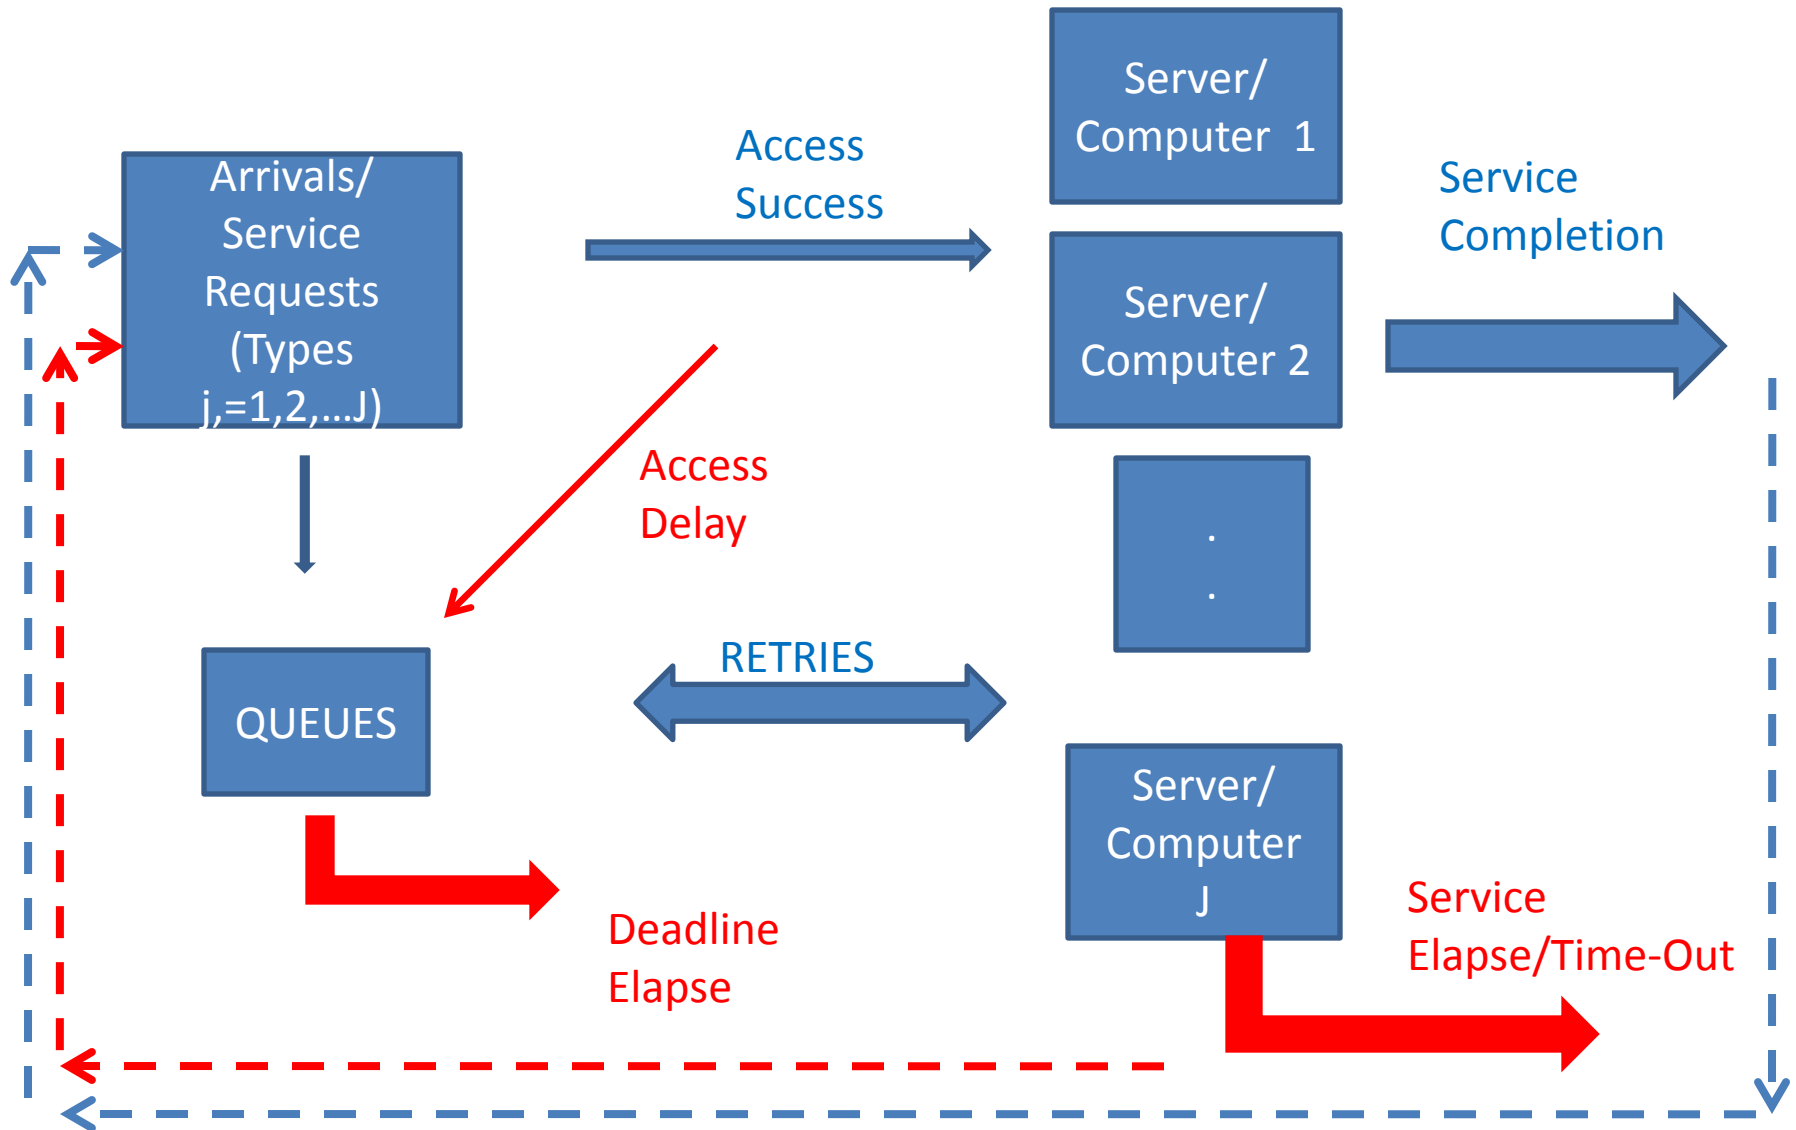 Arrivals/
Service
Requests
(Types
j,=1,2,...J)
Access
Success
Server/
Computer 1
Service
Completion
Server/
Computer 2
Access
Delay
.
.
RETRIES
QUEUES
Server/
Computer
J
Deadline
Elapse
Service
Elapse/Time-Out